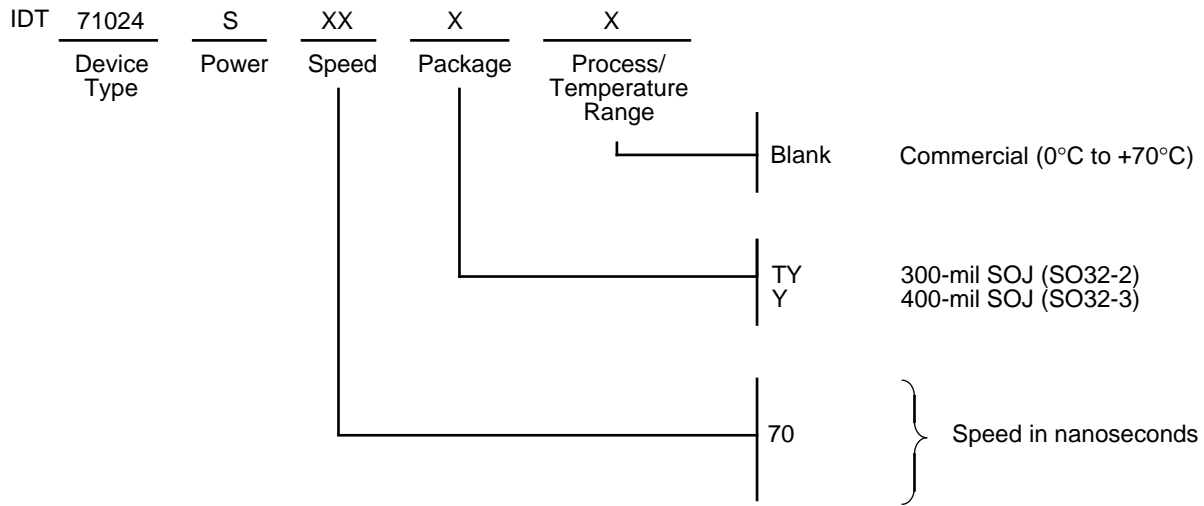 IDT 71024 S XX X X
Device Type Power Speed Package Process/ Temperature Range
Blank Commercial (0°C to +70°C)
TY 300-mil SOJ (SO32-2)
Y 400-mil SOJ (SO32-3)
70 Speed in nanoseconds